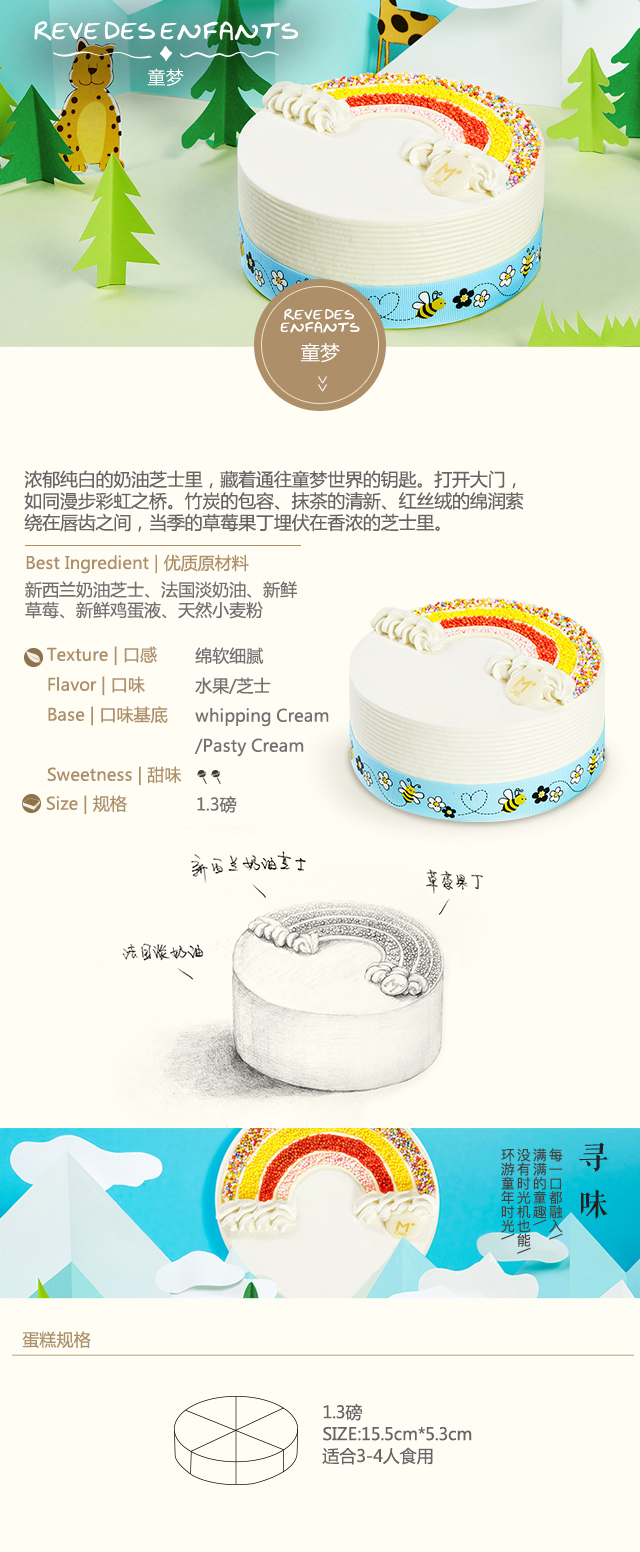 REVE DES ENFANTS
童梦
M
REVE DES
ENFANTS
童梦
浓郁纯白的奶油芝士里，藏着通往童梦世界的钥匙。打开大门，
如同漫步彩虹之桥。竹炭的包容、抹茶的清新、红丝绒的绵润萦
绕在唇齿之间，当季的草莓果丁埋伏在香浓的芝士里。
Best Ingredient | 优质原材料
新西兰奶油芝士、法国淡奶油、新鲜
草莓、新鲜鸡蛋液、天然小麦粉
Texture | 口感 绵软细腻
Flavor | 口味 水果/芝士
Base | 口味基底 whipping Cream
/Pasty Cream
Sweetness | 甜味
Size | 规格 1.3磅
M
新西兰奶油芝士
草莓果丁
法国淡奶油
M
寻味
每一口都融入/
满满的童趣/
没有时光机也能/
环游童年时光/
M
蛋糕规格
1.3磅
SIZE:15.5cm*5.3cm
适合3-4人食用